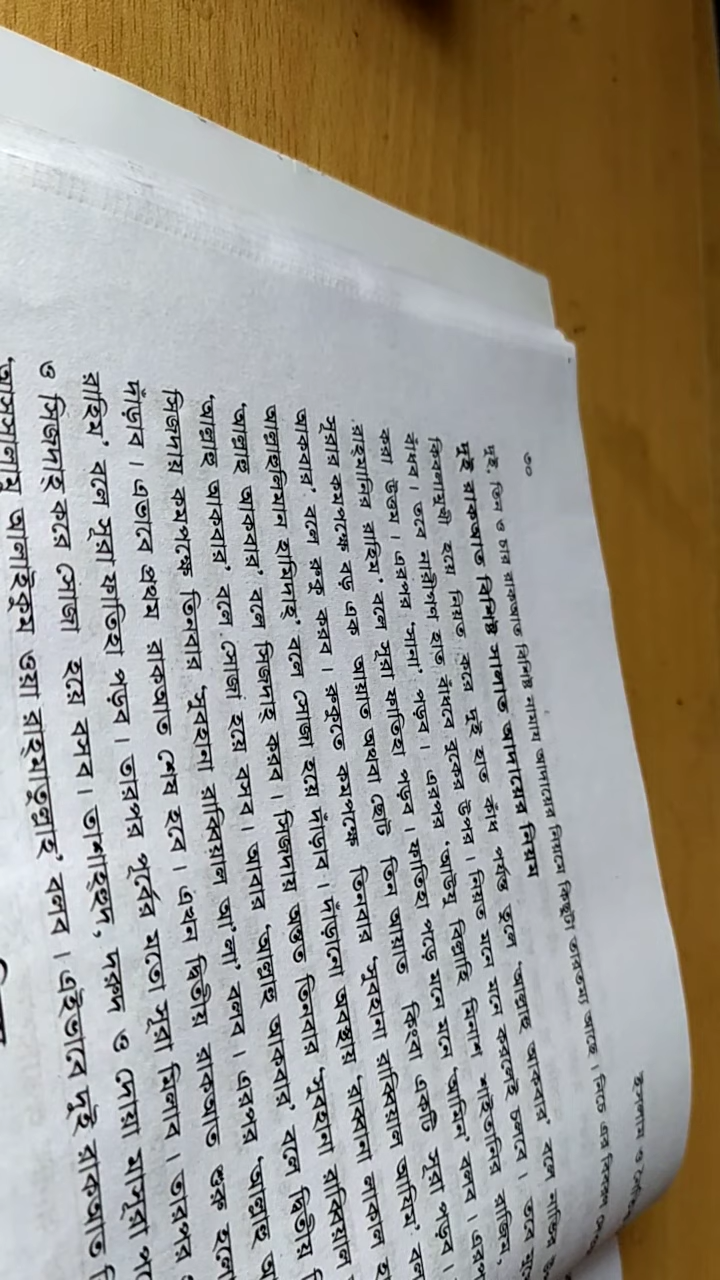 ৩০
ইসলাম ও
দুই, তিন ও চার রাকআত বিশিষ্ট নামায আদায়ের নিয়মে কিছুটা তারতম্য আছে। নিচে এর বিবরণ
দুই রাকআত বিশিষ্ট সালাত আদায়ের নিয়ম
কিবলামুখী হয়ে নিয়ত করে দুই হাত কাঁধ পর্যন্ত তুলে 'আল্লাহু আকবার' বলে নাভির
বাঁধব। তবে নারীগণ হাত বাঁধবে বুকের উপর। নিয়ত মনে মনে করলেই চলবে। তবে
করা উত্তম। এরপর 'সানা' পড়ব। এরপর 'আউযু বিল্লাহি মিনাশ শাইতানির রাজিম,
রাহমানির রাহিম' বলে সূরা ফাতিহা পড়ব। ফাতিহা পড়ে মনে মনে 'আমিন' বলব। এরপ
সূরার কমপক্ষে বড় এক আয়াত অথবা ছোট তিন আয়াত কিংবা একটি সূরা পড়ব।
আকবার' বলে রুকু করব। রুকুতে কমপক্ষে তিনবার 'সুবহানা রাব্বিয়াল আযিম' বল
আল্লাহুলিমান হামিদাহ্' বলে সোজা হয়ে দাঁড়াব। দাঁড়ানো অবস্থায় 'রাব্বানা লাকাল হা
'আল্লাহু আকবার' বলে সিজদাহ্ করব। সিজদায় অন্তত তিনবার 'সুবহানা রাব্বিয়াল
'আল্লাহু আকবার' বলে সোজা হয়ে বসব। আবার 'আল্লাহু আকবার' বলে দ্বিতীয় ি
সিজদায় কমপক্ষে তিনবার 'সুবহানা রাব্বিয়াল আ'লা' বলব। এরপর 'আল্লাহু আ
দাঁড়াব। এভাবে প্রথম রাকআত শেষ হবে। এখন দ্বিতীয় রাকআত শুরু হলো
রাহিম' বলে সূরা ফাতিহা পড়ব। তারপর পূর্বের মতো সূরা মিলাব। তারপর
ও সিজদাহ্ করে সোজা হয়ে বসব। তাশাহ্হুদ, দরুদ ও দোয়া মাসূরা প
'আস্সালামু আলাইকুম ওয়া রাহ্মাতুল্লাহ' বলব। এইভাবে দুই রাকআত